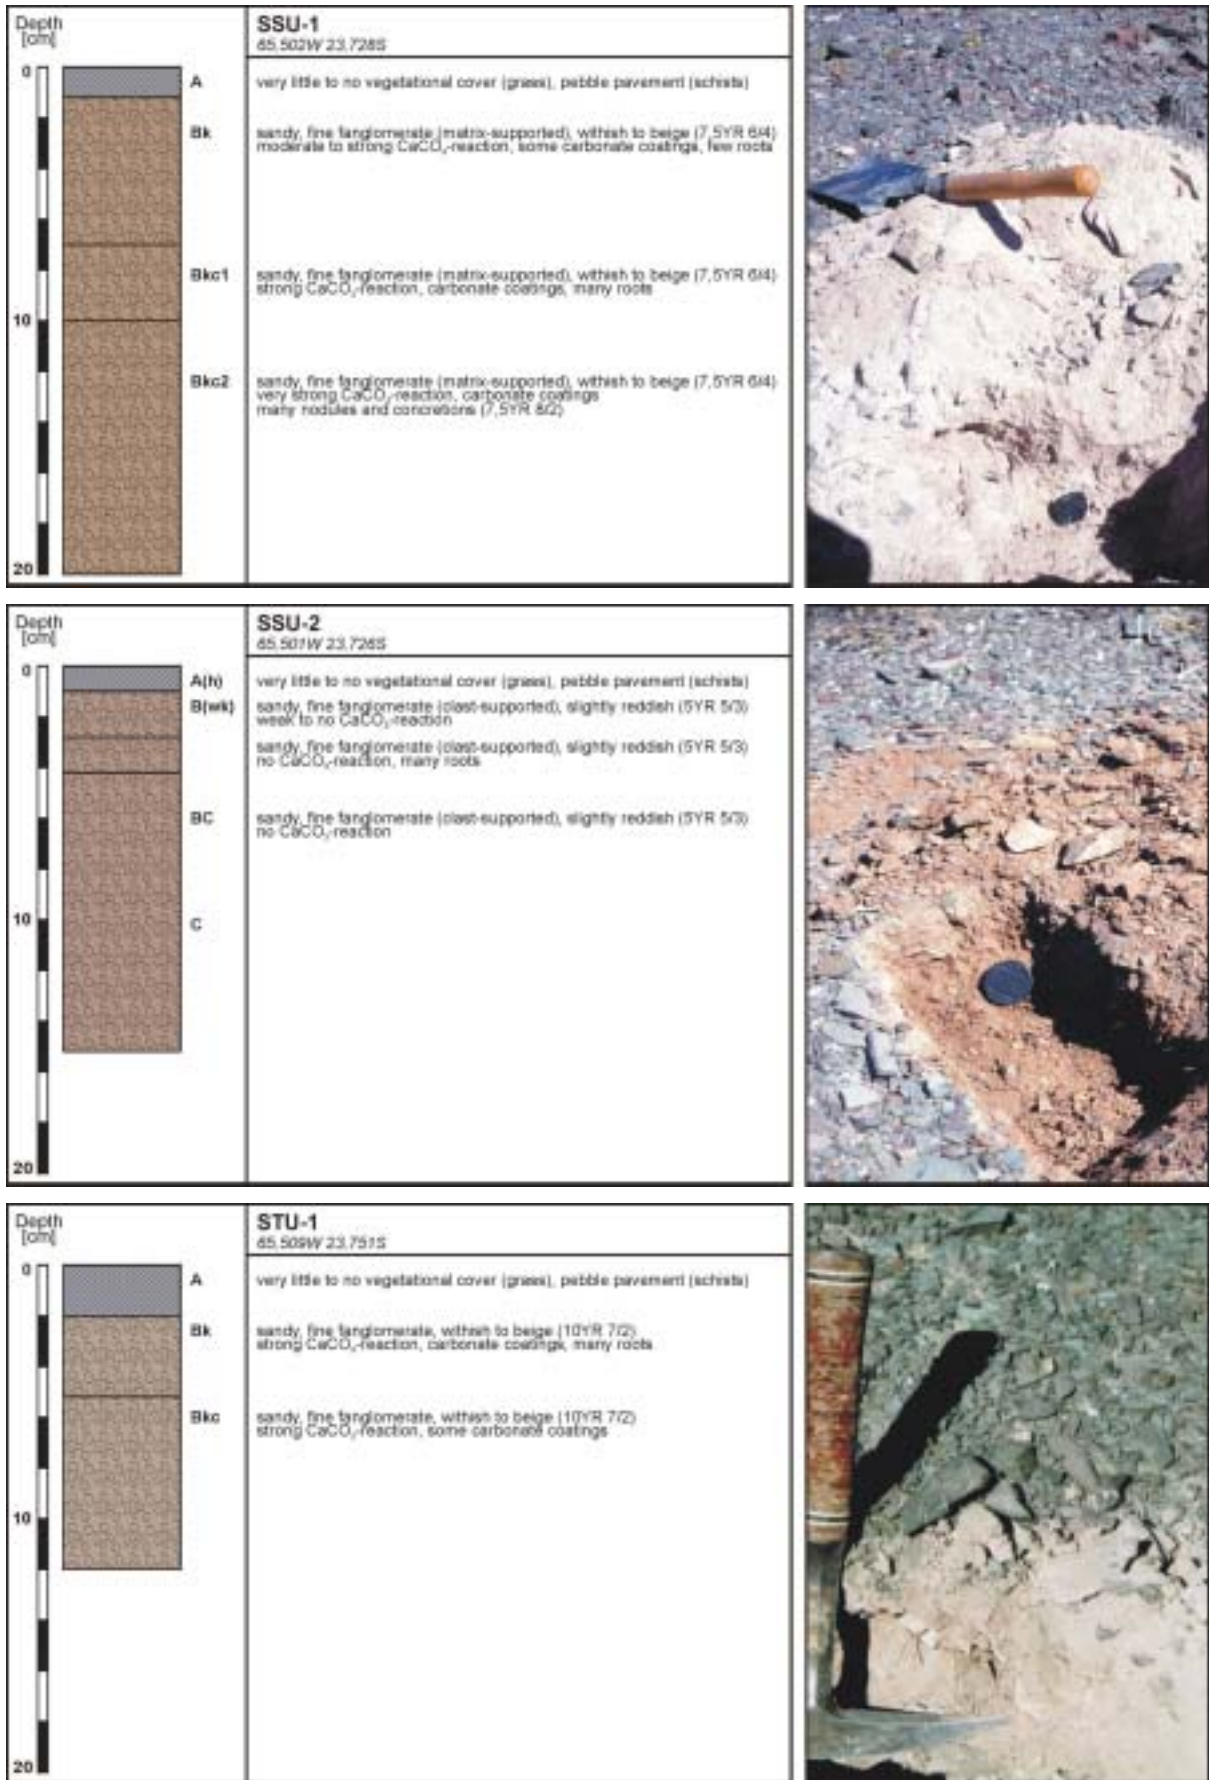 Depth
[cm]
SSU-1
65,502W 23,728S
0
A
very little to no vegetational cover (grass), pebble pavement (schists)
Bk
sandy, fine fanglomerate (matrix-supported), withish to beige (7,5YR 6/4)
moderate to strong CaCO₃-reaction, some carbonate coatings, few roots
Bkc1
sandy, fine fanglomerate (matrix-supported), withish to beige (7,5YR 6/4)
strong CaCO₃-reaction, carbonate coatings, many roots
10
Bkc2
sandy, fine fanglomerate (matrix-supported), withish to beige (7,5YR 6/4)
very strong CaCO₃-reaction, carbonate coatings
many nodules and concretions (7,5YR 8/2)
20
Depth
[cm]
SSU-2
65,501W 23,726S
0
A(h)
very little to no vegetational cover (grass), pebble pavement (schists)
B(wk)
sandy, fine fanglomerate (clast-supported), slightly reddish (5YR 5/3)
weak to no CaCO₃-reaction
sandy, fine fanglomerate (clast-supported), slightly reddish (5YR 5/3)
no CaCO₃-reaction, many roots
BC
sandy, fine fanglomerate (clast-supported), slightly reddish (5YR 5/3)
no CaCO₃-reaction
10
C
20
Depth
[cm]
STU-1
65,509W 23,751S
0
A
very little to no vegetational cover (grass), pebble pavement (schists)
Bk
sandy, fine fanglomerate, withish to beige (10YR 7/2)
strong CaCO₃-reaction, carbonate coatings, many roots
Bkc
sandy, fine fanglomerate, withish to beige (10YR 7/2)
strong CaCO₃-reaction, some carbonate coatings
10
20